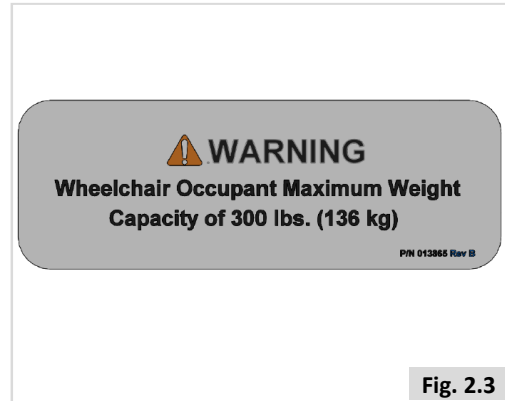 WARNING
Wheelchair Occupant Maximum Weight
Capacity of 300 lbs. (136 kg)
P/N 013865 Rev B
Fig. 2.3